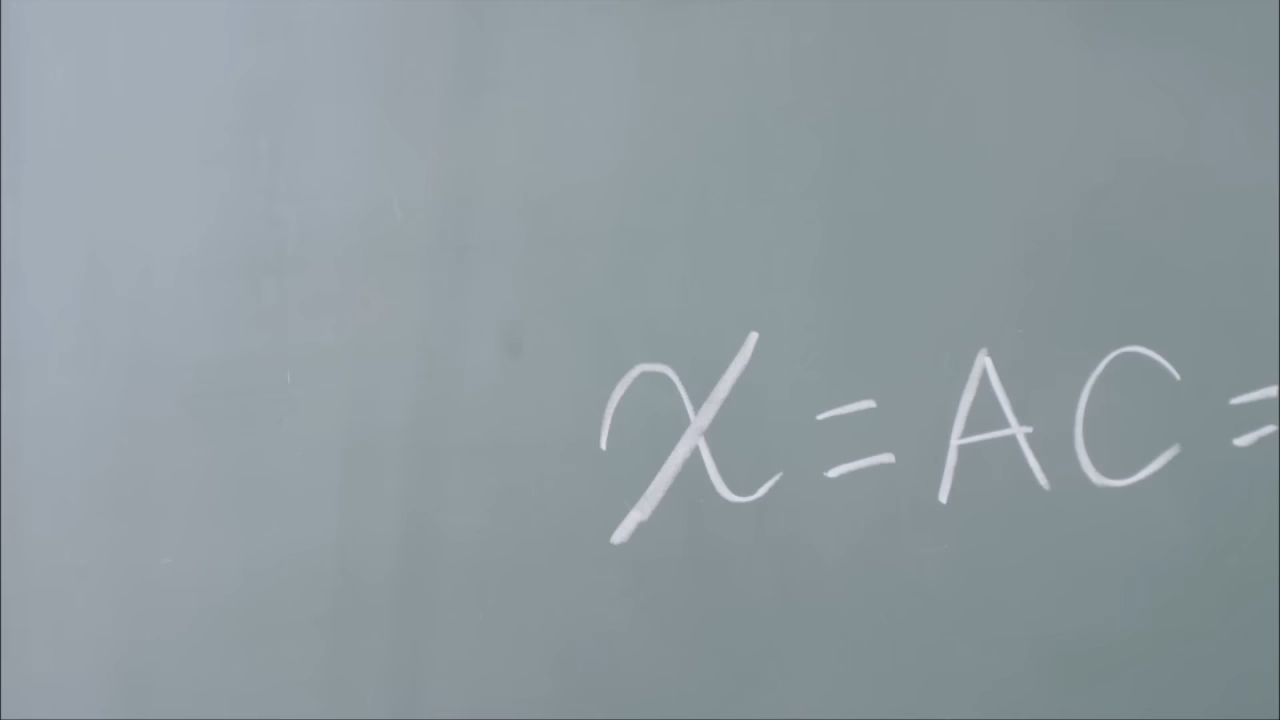 x = AC =